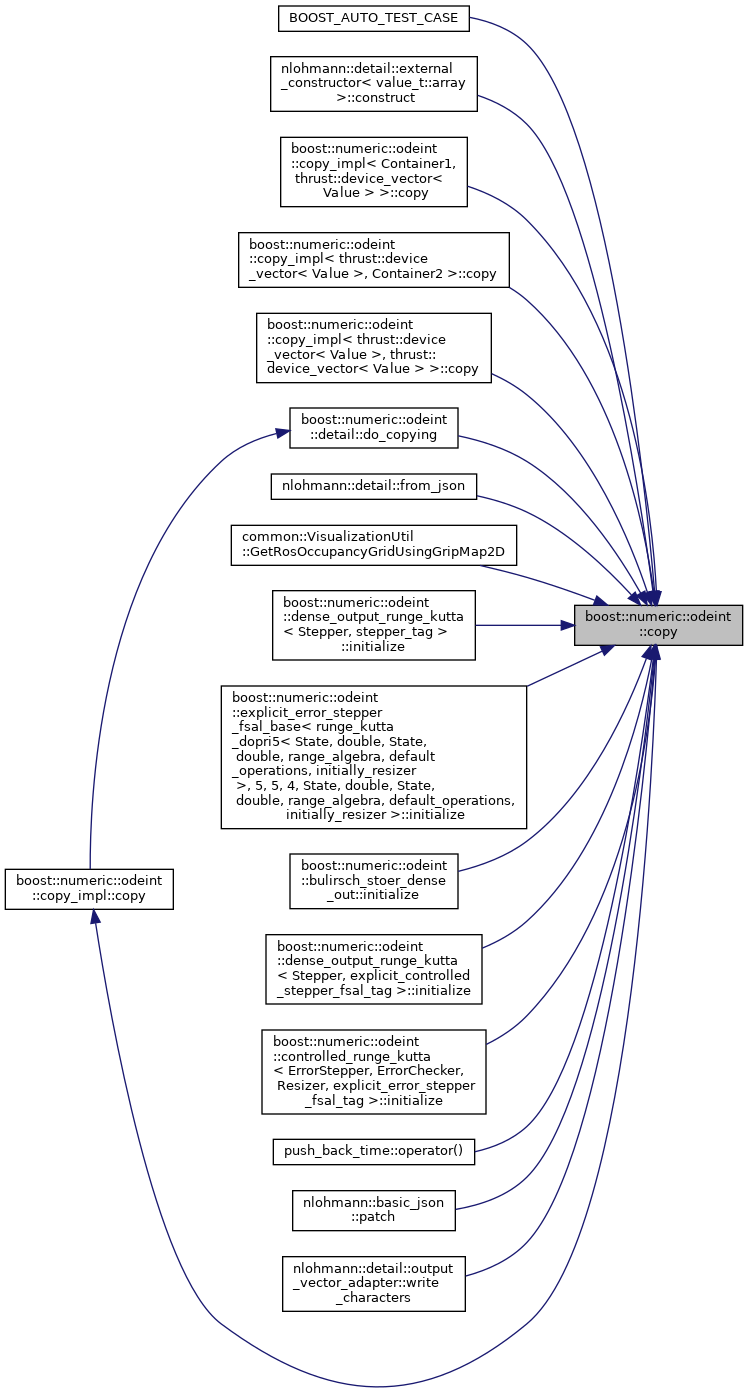 BOOST_AUTO_TEST_CASE
nlohmann::detail::external
_constructor< value_t::array
>::construct
boost::numeric::odeint
::copy_impl< Container1,
thrust::device_vector<
Value > >::copy
boost::numeric::odeint
::copy_impl< thrust::device
_vector< Value >, Container2 >::copy
boost::numeric::odeint
::copy_impl< thrust::device
_vector< Value >, thrust::
device_vector< Value > >::copy
boost::numeric::odeint
::detail::do_copying
nlohmann::detail::from_json
common::VisualizationUtil
::GetRosOccupancyGridUsingGripMap2D
boost::numeric::odeint
::dense_output_runge_kutta
< Stepper, stepper_tag >
::initialize
boost::numeric::odeint
::copy
boost::numeric::odeint
::explicit_error_stepper
_fsal_base< runge_kutta
_dopri5< State, double, State,
double, range_algebra, default
_operations, initially_resizer
>, 5, 5, 4, State, double, State,
double, range_algebra, default_operations,
initially_resizer >::initialize
boost::numeric::odeint
::bulirsch_stoer_dense
_out::initialize
boost::numeric::odeint
::copy_impl::copy
boost::numeric::odeint
::dense_output_runge_kutta
< Stepper, explicit_controlled
_stepper_fsal_tag >::initialize
boost::numeric::odeint
::controlled_runge_kutta
< ErrorStepper, ErrorChecker,
Resizer, explicit_error_stepper
_fsal_tag >::initialize
push_back_time::operator()
nlohmann::basic_json
::patch
nlohmann::detail::output
_vector_adapter::write
_characters